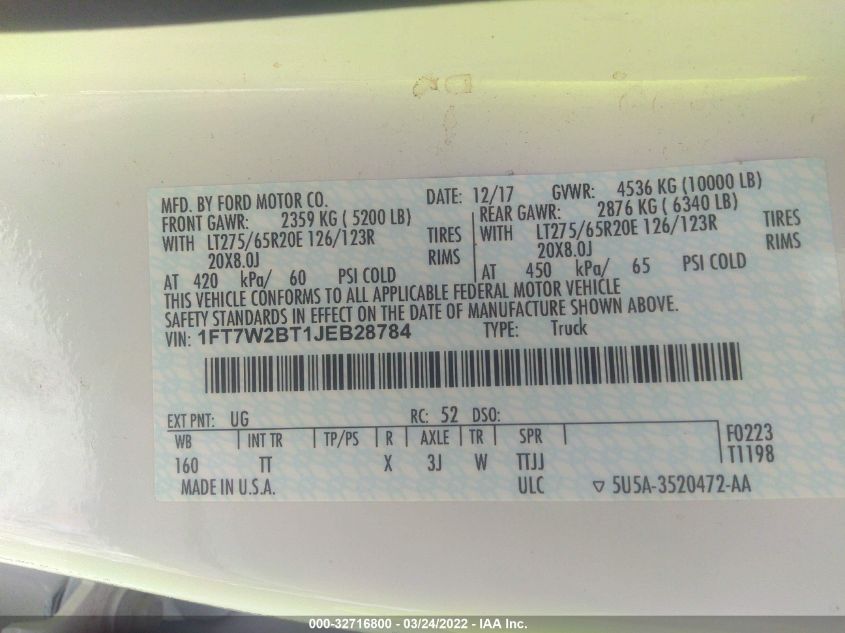 MFD. BY FORD MOTOR CO. DATE: 12/17 GVWR: 4536 KG (10000 LB)
FRONT GAWR: 2359 KG ( 5200 LB) REAR GAWR: 2876 KG ( 6340 LB)
WITH LT275/65R20E 126/123R TIRES WITH LT275/65R20E 126/123R TIRES
20X8.0J RIMS 20X8.0J RIMS
AT 420 kPa/ 60 PSI COLD AT 450 kPa/ 65 PSI COLD
THIS VEHICLE CONFORMS TO ALL APPLICABLE FEDERAL MOTOR VEHICLE
SAFETY STANDARDS IN EFFECT ON THE DATE OF MANUFACTURE SHOWN ABOVE.
VIN: 1FT7W2BT1JEB28784 TYPE: Truck
EXT PNT: UG RC: 52 DSO:
WB INT TR TP/PS R AXLE TR SPR F0223
160 TT X 3J W TTJJ T1198
MADE IN U.S.A. ULC ▽ 5U5A-3520472-AA
000-32716800 - 03/24/2022 - IAA Inc.